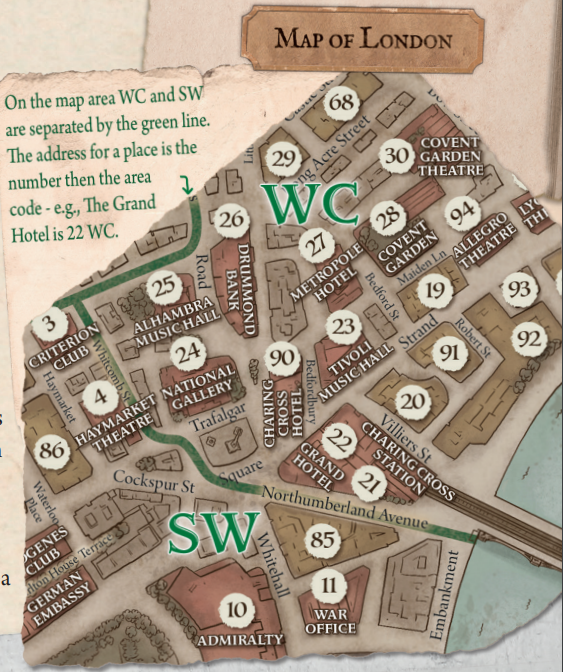 MAP OF LONDON
On the map area WC and SW
are separated by the green line.
The address for a place is the
number then the area
code - e.g., The Grand
Hotel is 22 WC.
68
29
Acre Street
30
COVENT
GARDEN
THEATRE
WC
26
Road
DRUMMOND
BANK
28
COVENT
GARDEN
94
ALLEGRO
THEATRE
27
METROPOLE
HOTEL
Maiden Ln
Bedford St
19
93
25
ALHAMBRA
MUSIC HALL
3
CRITERION
CLUB
Whitcomb St
23
TIVOLI
MUSIC HALL
Strand
Robert St
92
91
24
NATIONAL
GALLERY
90
CHARING
CROSS
HOTEL
Bedfordbury
Haymarket
4
HAYMARKET
THEATRE
20
Trafalgar
Square
Villiers St
86
22
GRAND
HOTEL
21
CHARING CROSS
STATION
Cockspur St
Northumberland Avenue
Waterloo
Place
SW
85
Whitehall
House Terrace
CLUB
GERMAN
EMBASSY
10
ADMIRALTY
11
WAR
OFFICE
Embankment
a